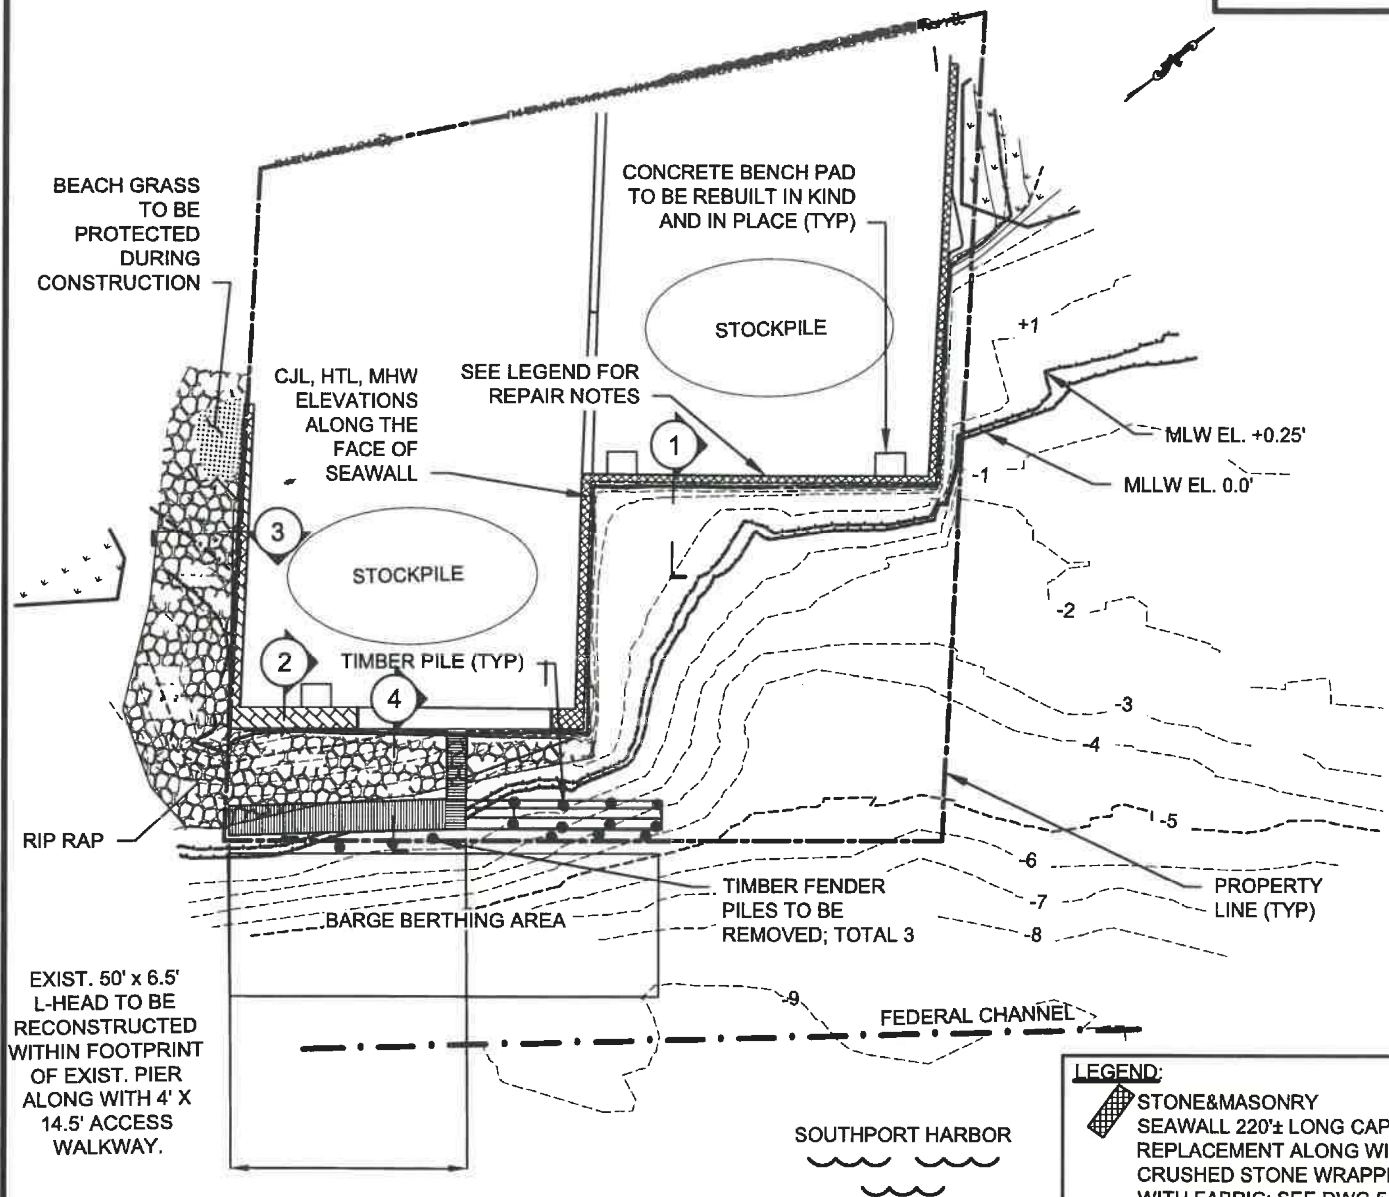 BEACH GRASS
TO BE
PROTECTED
DURING
CONSTRUCTION
CONCRETE BENCH PAD
TO BE REBUILT IN KIND
AND IN PLACE (TYP)
STOCKPILE
+1
CJL, HTL, MHW
ELEVATIONS
ALONG THE
FACE OF
SEAWALL
SEE LEGEND FOR
REPAIR NOTES
1
MLW EL. +0.25'
-1
MLLW EL. 0.0'
3
STOCKPILE
-2
2
TIMBER PILE (TYP)
4
-3
-4
-5
RIP RAP
-6
TIMBER FENDER
PILES TO BE
REMOVED; TOTAL 3
-7
PROPERTY
LINE (TYP)
BARGE BERTHING AREA
-8
EXIST. 50' x 6.5'
L-HEAD TO BE
RECONSTRUCTED
WITHIN FOOTPRINT
OF EXIST. PIER
ALONG WITH 4' X
14.5' ACCESS
WALKWAY.
-9
FEDERAL CHANNEL
SOUTHPORT HARBOR
LEGEND:
STONE&MASONRY
SEAWALL 220'± LONG CAP
REPLACEMENT ALONG WI
CRUSHED STONE WRAPP